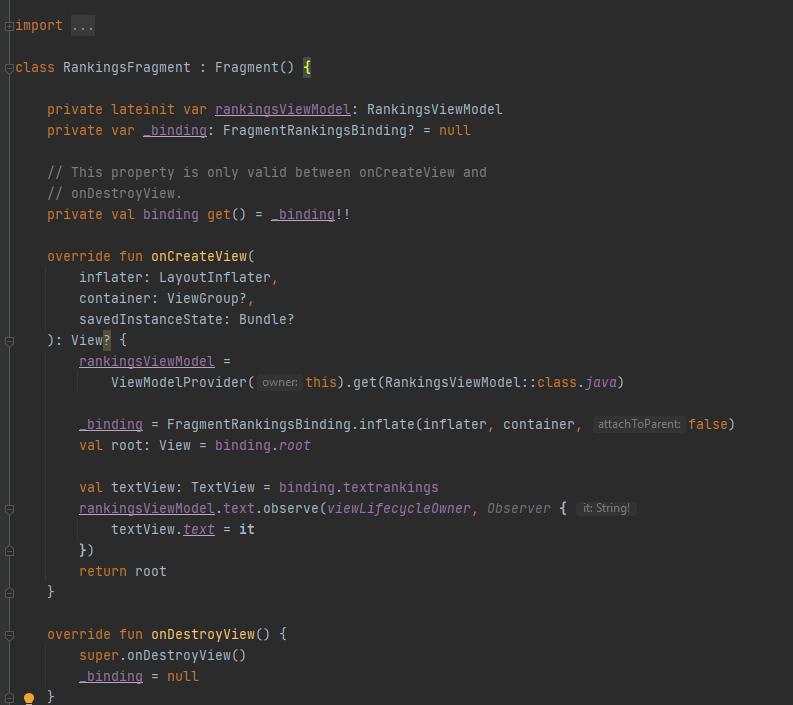 import ...
class RankingsFragment : Fragment() {
private lateinit var rankingsViewModel: RankingsViewModel
private var _binding: FragmentRankingsBinding? = null
// This property is only valid between onCreateView and
// onDestroyView.
private val binding get() = _binding!!
override fun onCreateView(
inflater: LayoutInflater,
container: ViewGroup?,
savedInstanceState: Bundle?
): View? {
rankingsViewModel =
ViewModelProvider( owner: this).get(RankingsViewModel::class.java)
_binding = FragmentRankingsBinding.inflate(inflater, container, attachToParent: false)
val root: View = binding.root
val textView: TextView = binding.textrankings
rankingsViewModel.text.observe(viewLifecycleOwner, Observer { it: String!
textView.text = it
})
return root
}
override fun onDestroyView() {
super.onDestroyView()
_binding = null
}